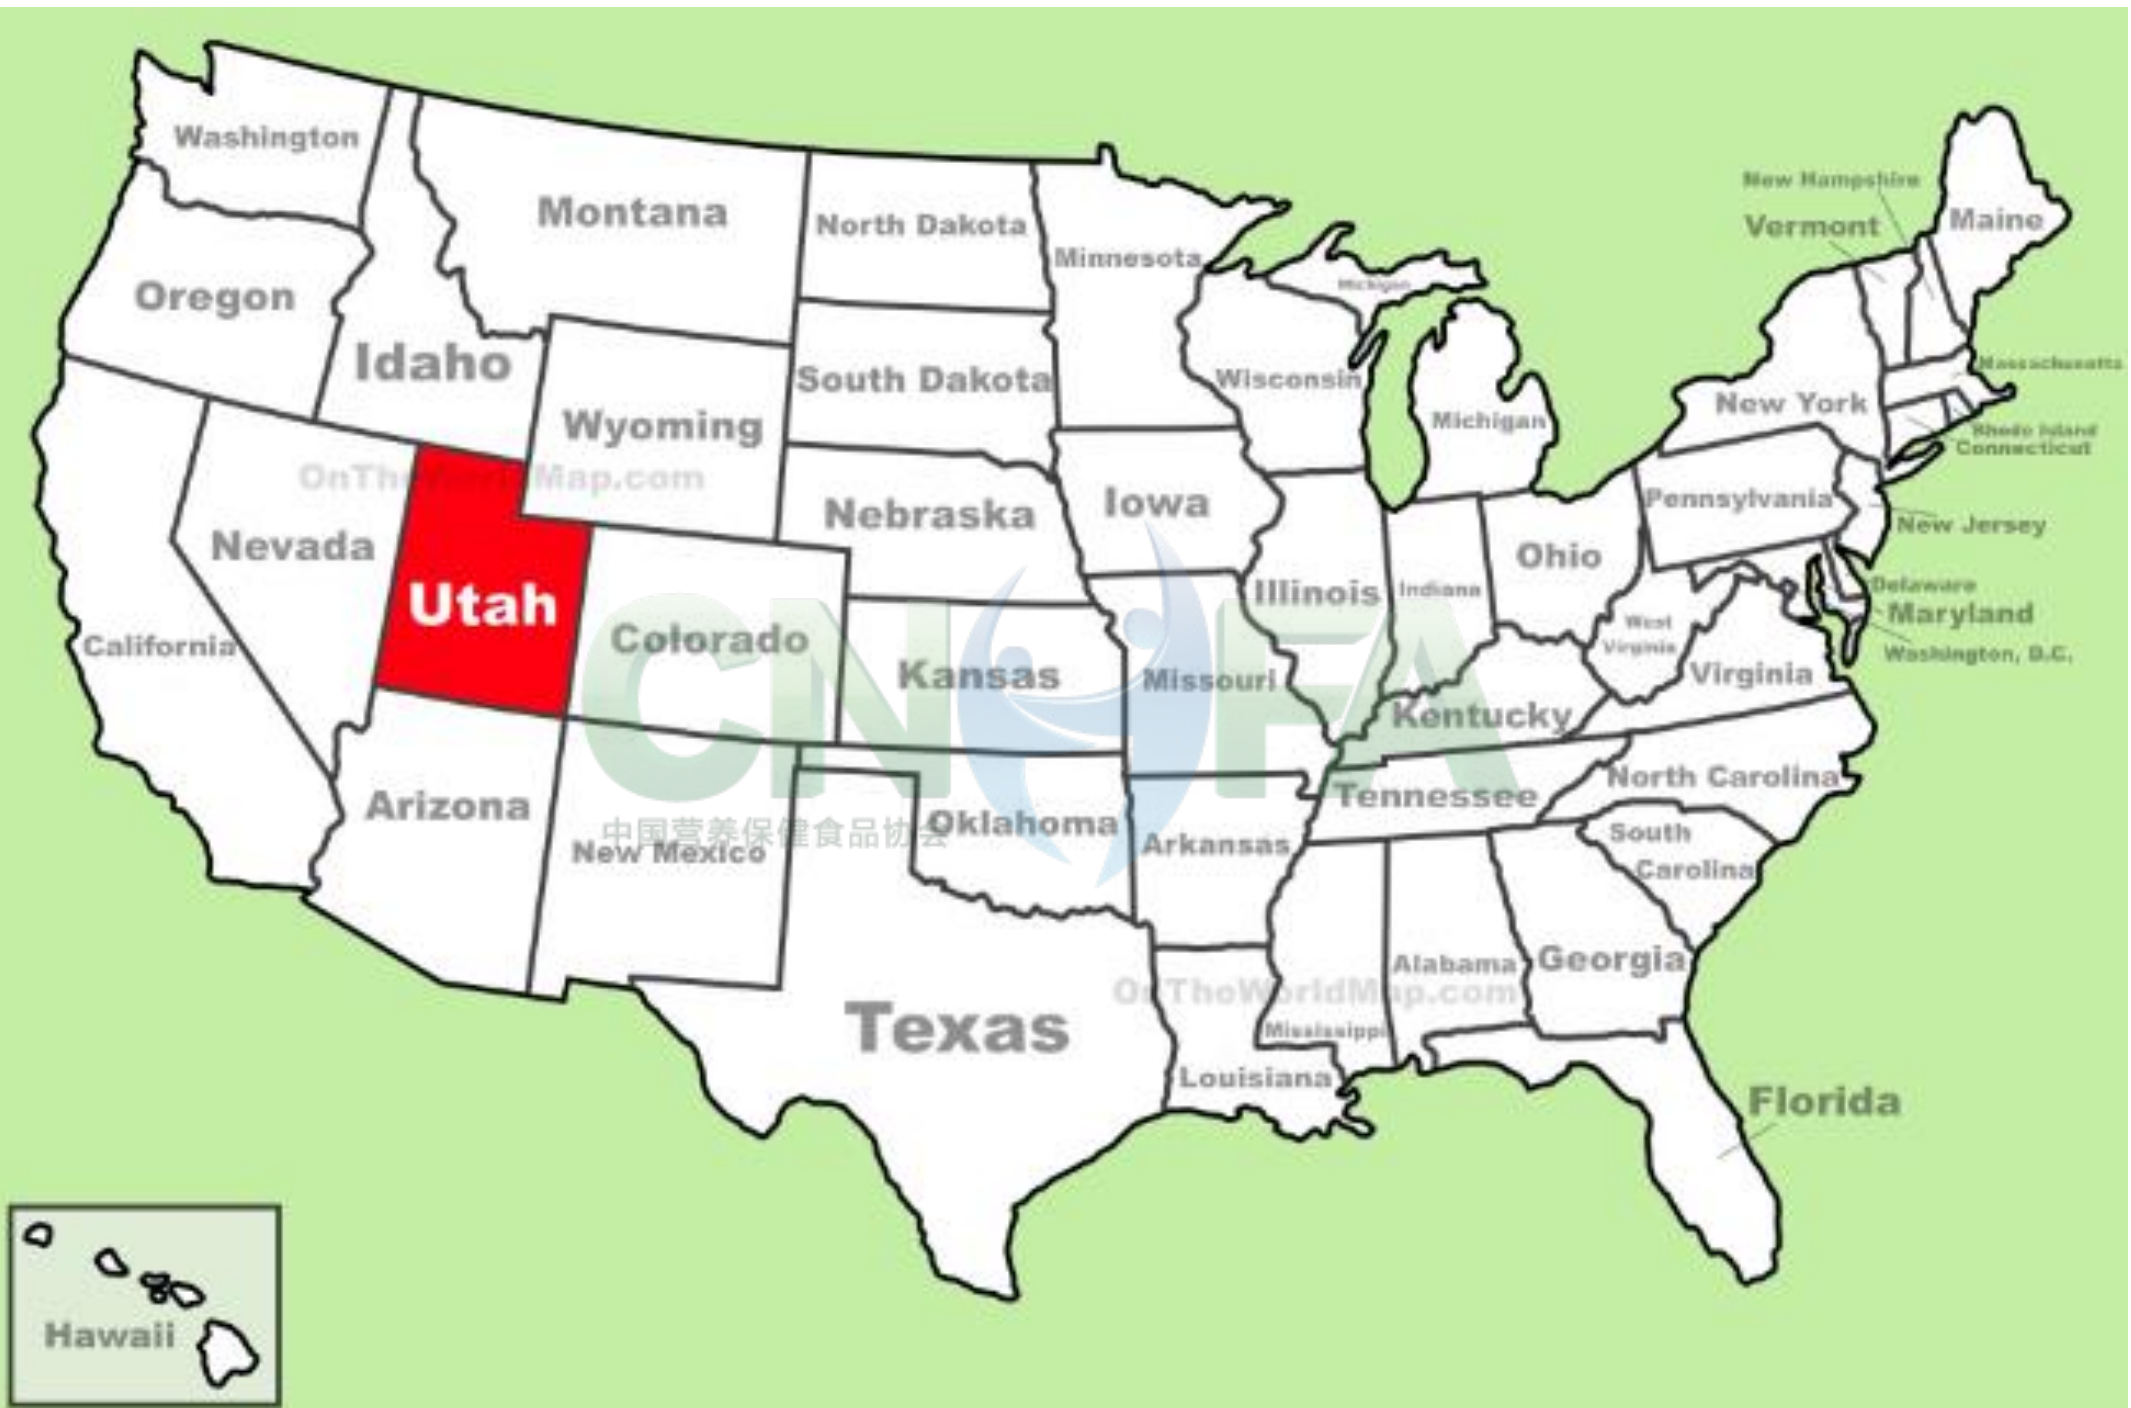 Washington
Montana
North Dakota
Minnesota
New Hampshire
Vermont
Maine
Oregon
Idaho
Michigan
South Dakota
Wisconsin
Michigan
Massachusetts
New York
Wyoming
Rhode Island
Connecticut
OnTheWorldMap.com
Nebraska
Iowa
Pennsylvania
New Jersey
Nevada
Ohio
Utah
Illinois
Indiana
Delaware
Maryland
California
Colorado
Kansas
Missouri
West
Virginia
Virginia
Washington, D.C.
CNHFA
Kentucky
Arizona
Tennessee
North Carolina
中国营养保健食品协会
New Mexico
Oklahoma
Arkansas
South
Carolina
Texas
Alabama
Georgia
OnTheWorldMap.com
Mississippi
Louisiana
Florida
Hawaii